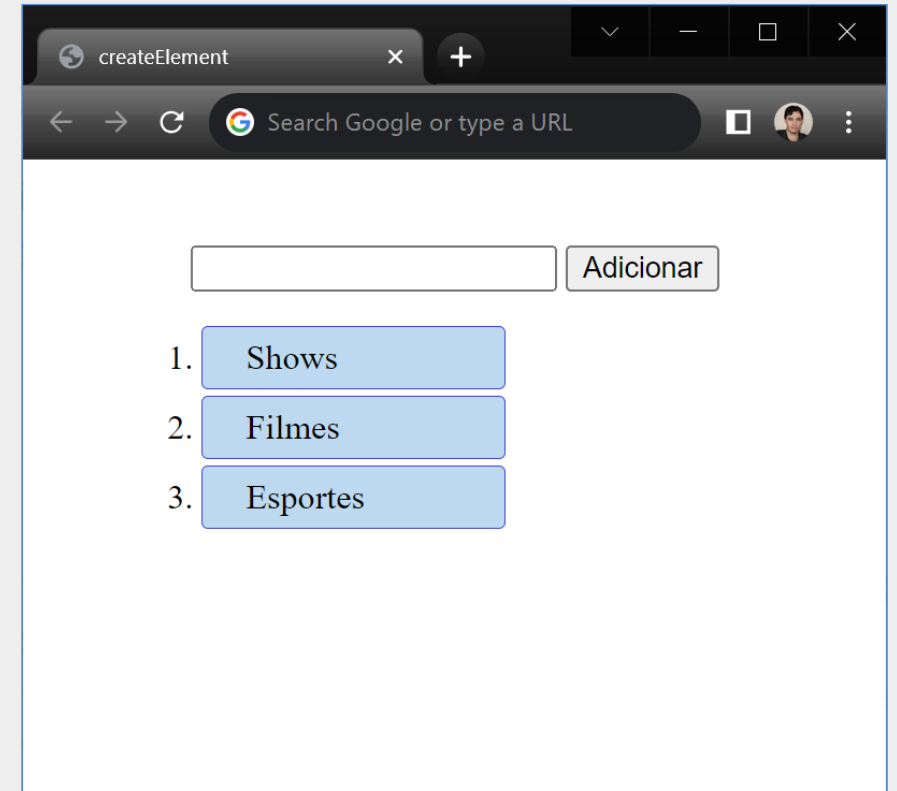 createElement
Search Google or type a URL
Adicionar
1. Shows
2. Filmes
3. Esportes